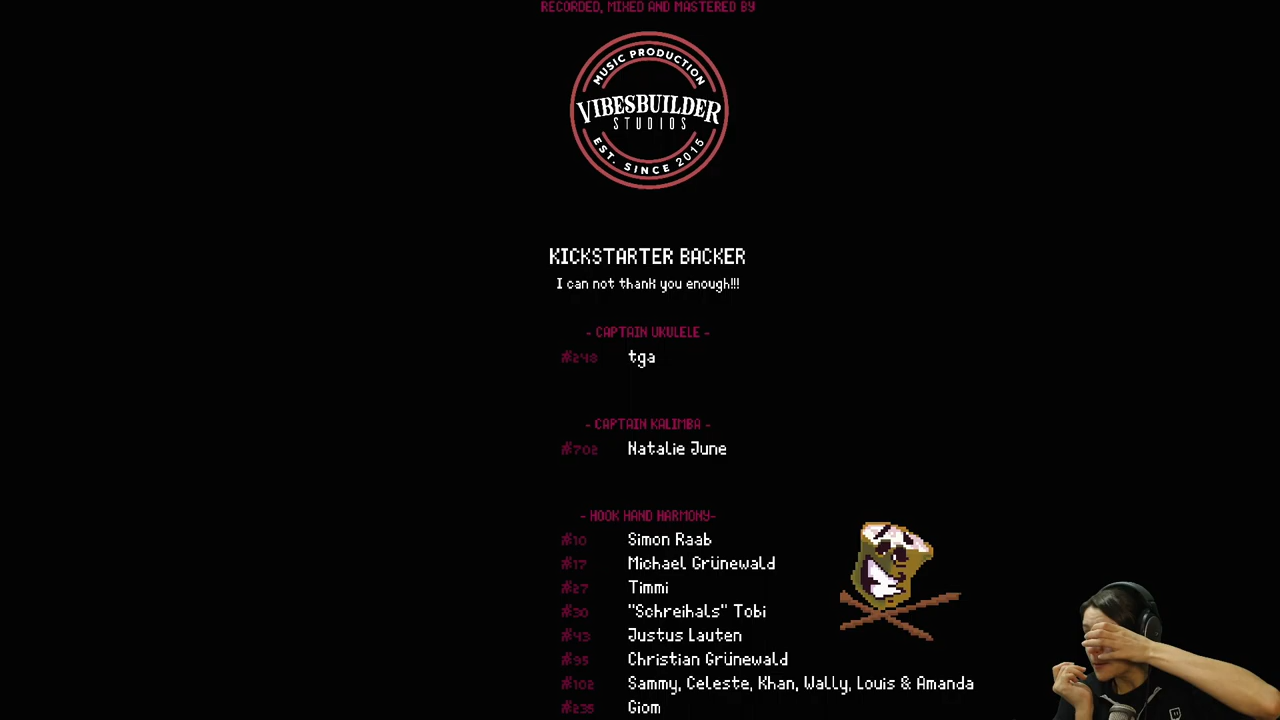 RECORDED, MIXED AND MASTERED BY
MUSIC PRODUCTION
VIBESBUILDER
STUDIOS
EST. SINCE 2015
KICKSTARTER BACKER
I can not thank you enough!!!
- CAPTAIN UKULELE -
#248 tga
- CAPTAIN KALIMBA -
#702 Natalie June
- HOOK HAND HARMONY-
#10 Simon Raab
#17 Michael Grünewald
#27 Timmi
#30 "Schreihals" Tobi
#43 Justus Lauten
#95 Christian Grünewald
#102 Sammy, Celeste, Khan, Wally, Louis & Amanda
#235 Giom